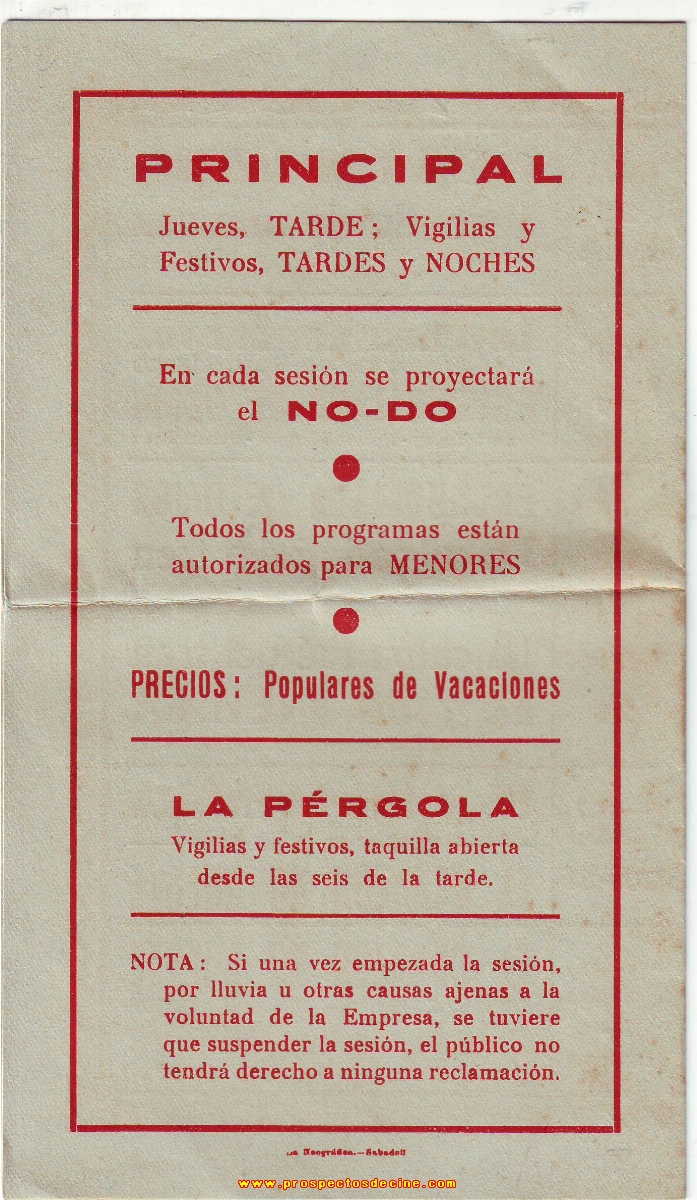 PRINCIPAL
Jueves, TARDE; Vigilias y
Festivos, TARDES y NOCHES
En cada sesión se proyectará
el NO-DO
Todos los programas están
autorizados para MENORES
PRECIOS: Populares de Vacaciones
LA PÉRGOLA
Vigilias y festivos, taquilla abierta
desde las seis de la tarde.
NOTA: Si una vez empezada la sesión,
por lluvia u otras causas ajenas a la
voluntad de la Empresa, se tuviere
que suspender la sesión, el público no
tendrá derecho a ninguna reclamación.
La Neográfica.—Sabadell
www.prospectosdecine.com